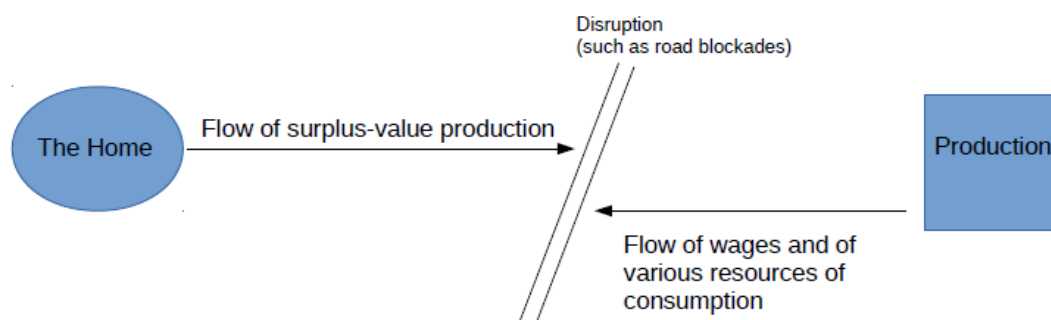 Disruption
(such as road blockades)
The Home
Flow of surplus-value production
Production
Flow of wages and of
various resources of
consumption